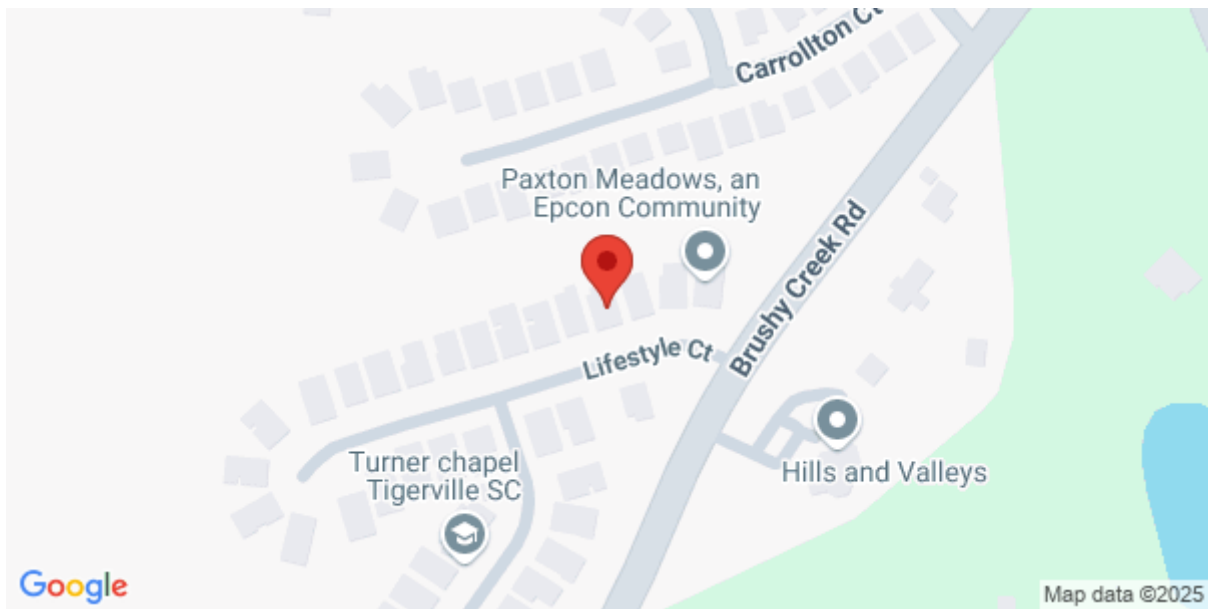 Carrollton Ct
Paxton Meadows, an
Epcon Community
Brushy Creek Rd
Lifestyle Ct
Turner chapel
Tigerville SC
Hills and Valleys
Google
Map data ©2025